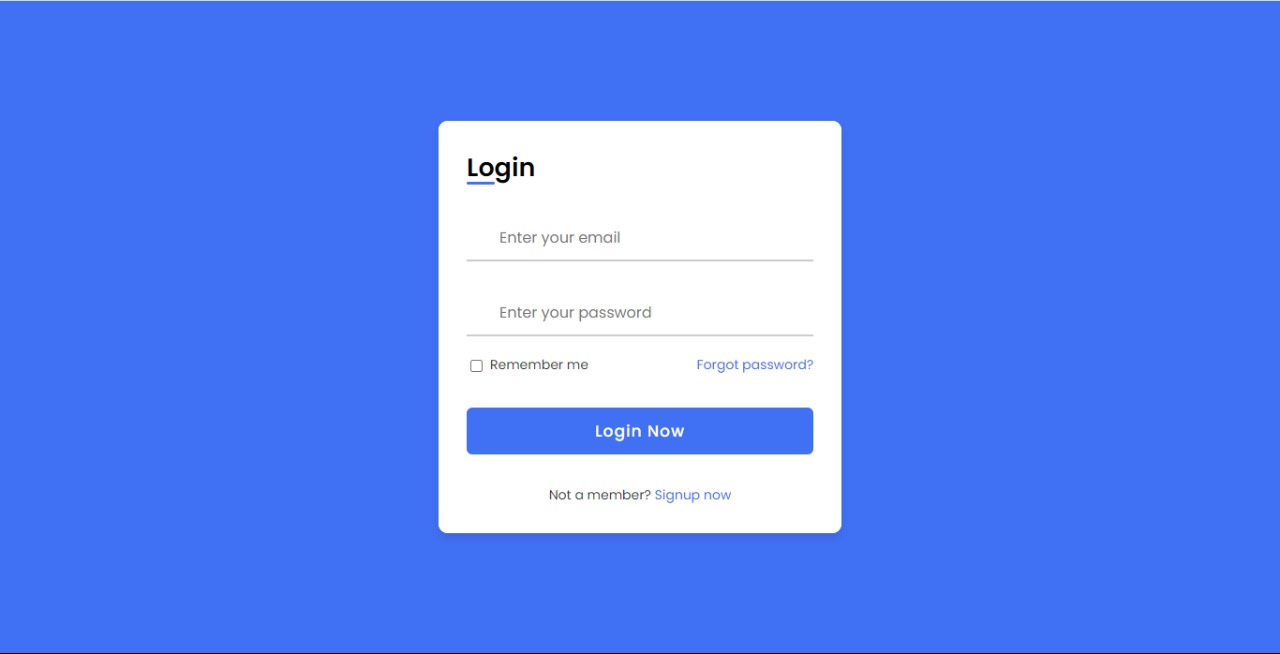 Login
Enter your email
Enter your password
Remember me Forgot password?
Login Now
Not a member? Signup now